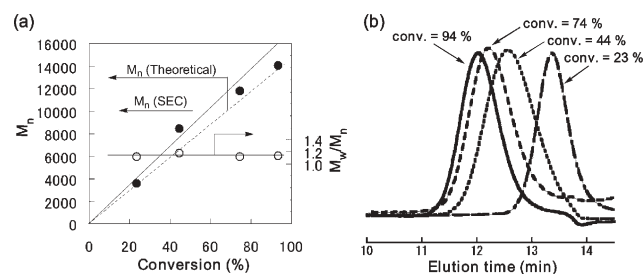 (a)
16000
14000
12000
10000
8000
6000
4000
2000
0
Mn
Mn (Theoretical)
Mn (SEC)
1.4
1.2
1.0
Mw/Mn
0 20 40 60 80 100
Conversion (%)
(b)
conv. = 94 %
conv. = 74 %
conv. = 44 %
conv. = 23 %
10 11 12 13 14
Elution time (min)